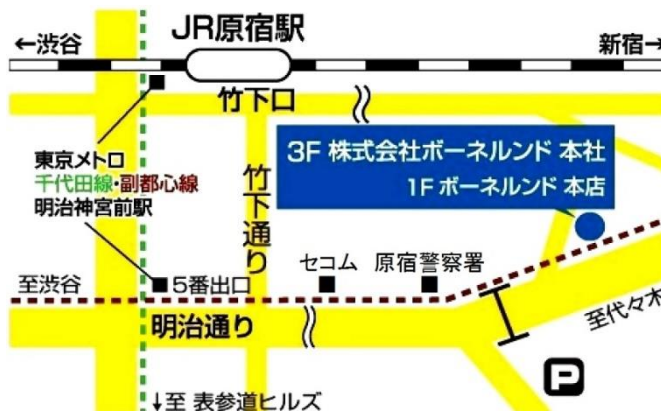 JR原宿駅
←渋谷
新宿→
竹下口
3F 株式会社ボーネルンド 本社
1F ボーネルンド 本店
東京メトロ
千代田線・副都心線
明治神宮前駅
竹下通り
セコム
原宿警察署
至渋谷
5番出口
明治通り
至代々木
P
↓至 表参道ヒルズ